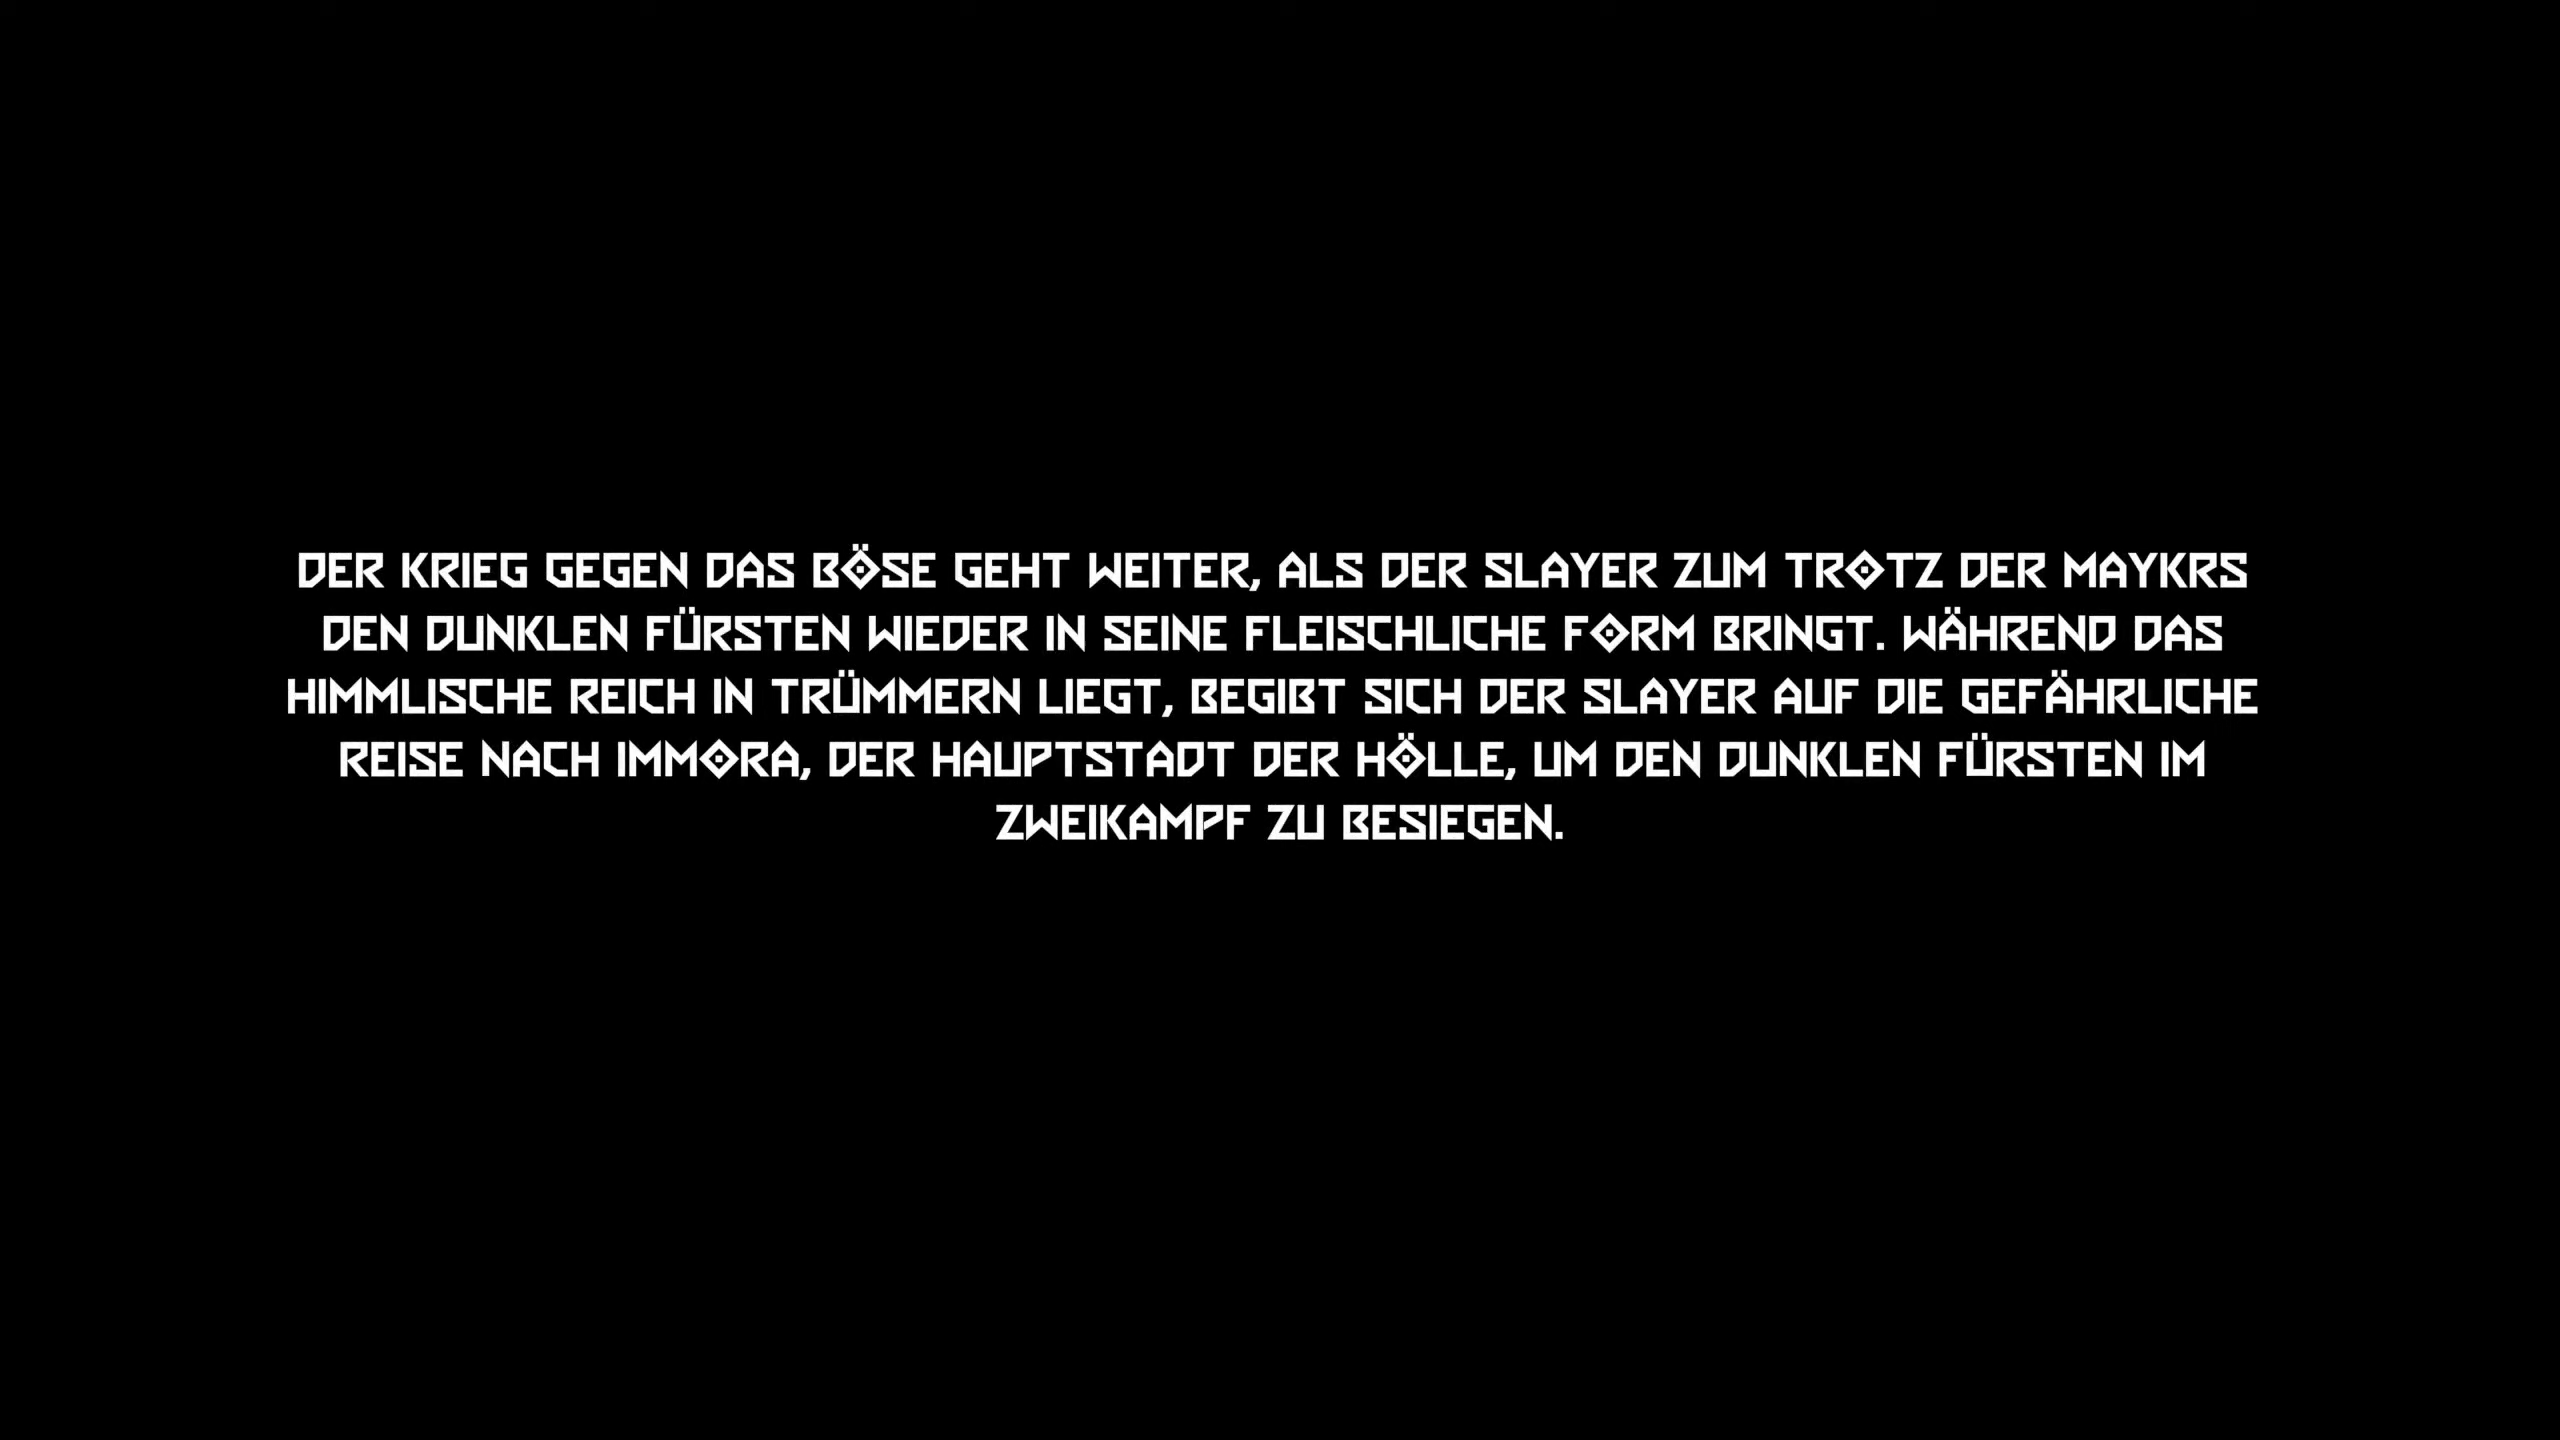 DER KRIEG GEGEN DAS BÖSE GEHT WEITER, ALS DER SLAYER ZUM TROTZ DER MAYKRS
DEN DUNKLEN FÜRSTEN WIEDER IN SEINE FLEISCHLICHE FORM BRINGT. WÄHREND DAS
HIMMLISCHE REICH IN TRÜMMERN LIEGT, BEGIBT SICH DER SLAYER AUF DIE GEFÄHRLICHE
REISE NACH IMMORA, DER HAUPTSTADT DER HÖLLE, UM DEN DUNKLEN FÜRSTEN IM
ZWEIKAMPF ZU BESIEGEN.